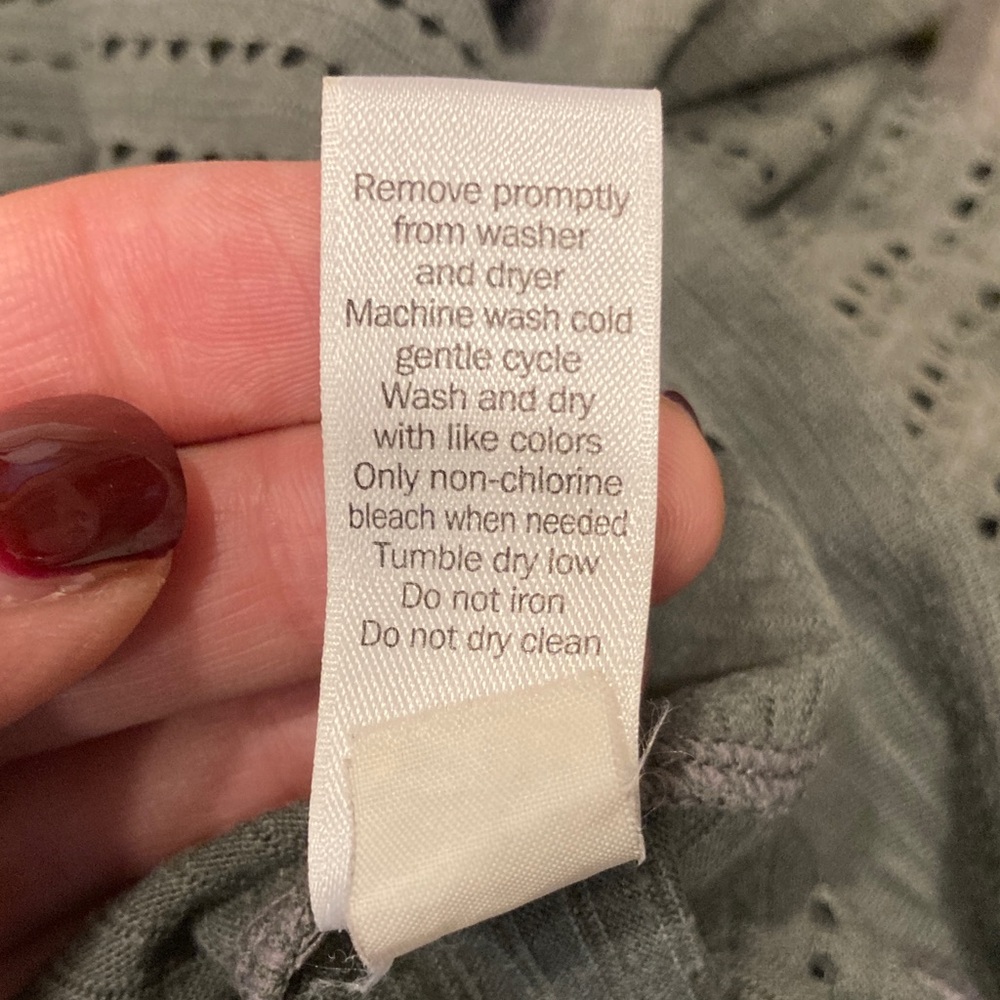 Remove promptly
from washer
and dryer
Machine wash cold
gentle cycle
Wash and dry
with like colors
Only non-chlorine
bleach when needed
Tumble dry low
Do not iron
Do not dry clean